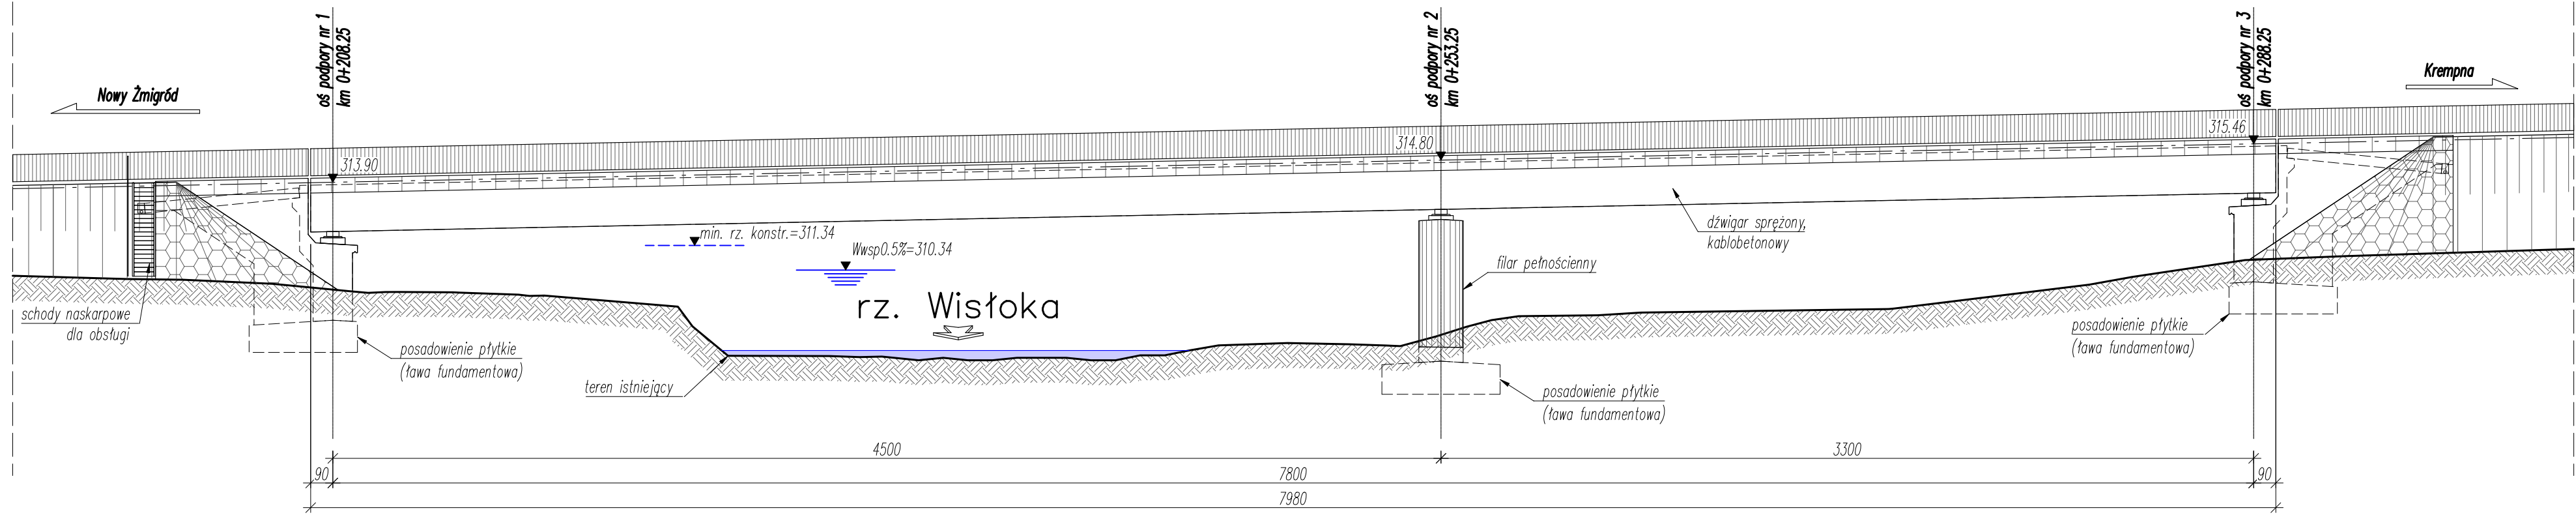 oś podpory nr 1
km 0+208.25
oś podpory nr 2
km 0+253.25
oś podpory nr 3
km 0+288.25
Nowy Żmigród
Krempna
313.90
314.80
315.46
min. rz. konstr.=311.34
Wwsp0.5%=310.34
rz. Wisłoka
dźwigar sprężony,
kablobetonowy
filar pełnościenny
schody naskarpowe
dla obsługi
posadowienie płytkie
(ława fundamentowa)
teren istniejący
posadowienie płytkie
(ława fundamentowa)
posadowienie płytkie
(ława fundamentowa)
4500
3300
90
7800
90
7980